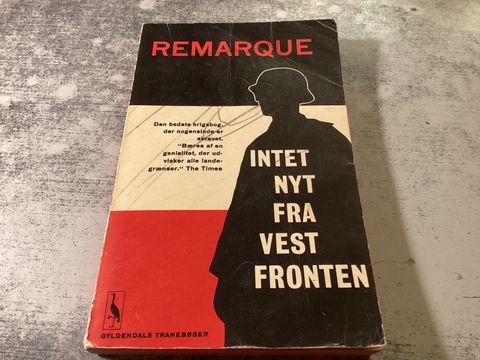 REMARQUE
Den bedste krigsbog,
der nogensinde er
skrevet.
"Bæres af en
genialitet, der ud-
visker alle lande-
grænser." The Times
INTET
NYT
FRA
VEST
FRONTEN
GYLDENDALS TRANEBØGER